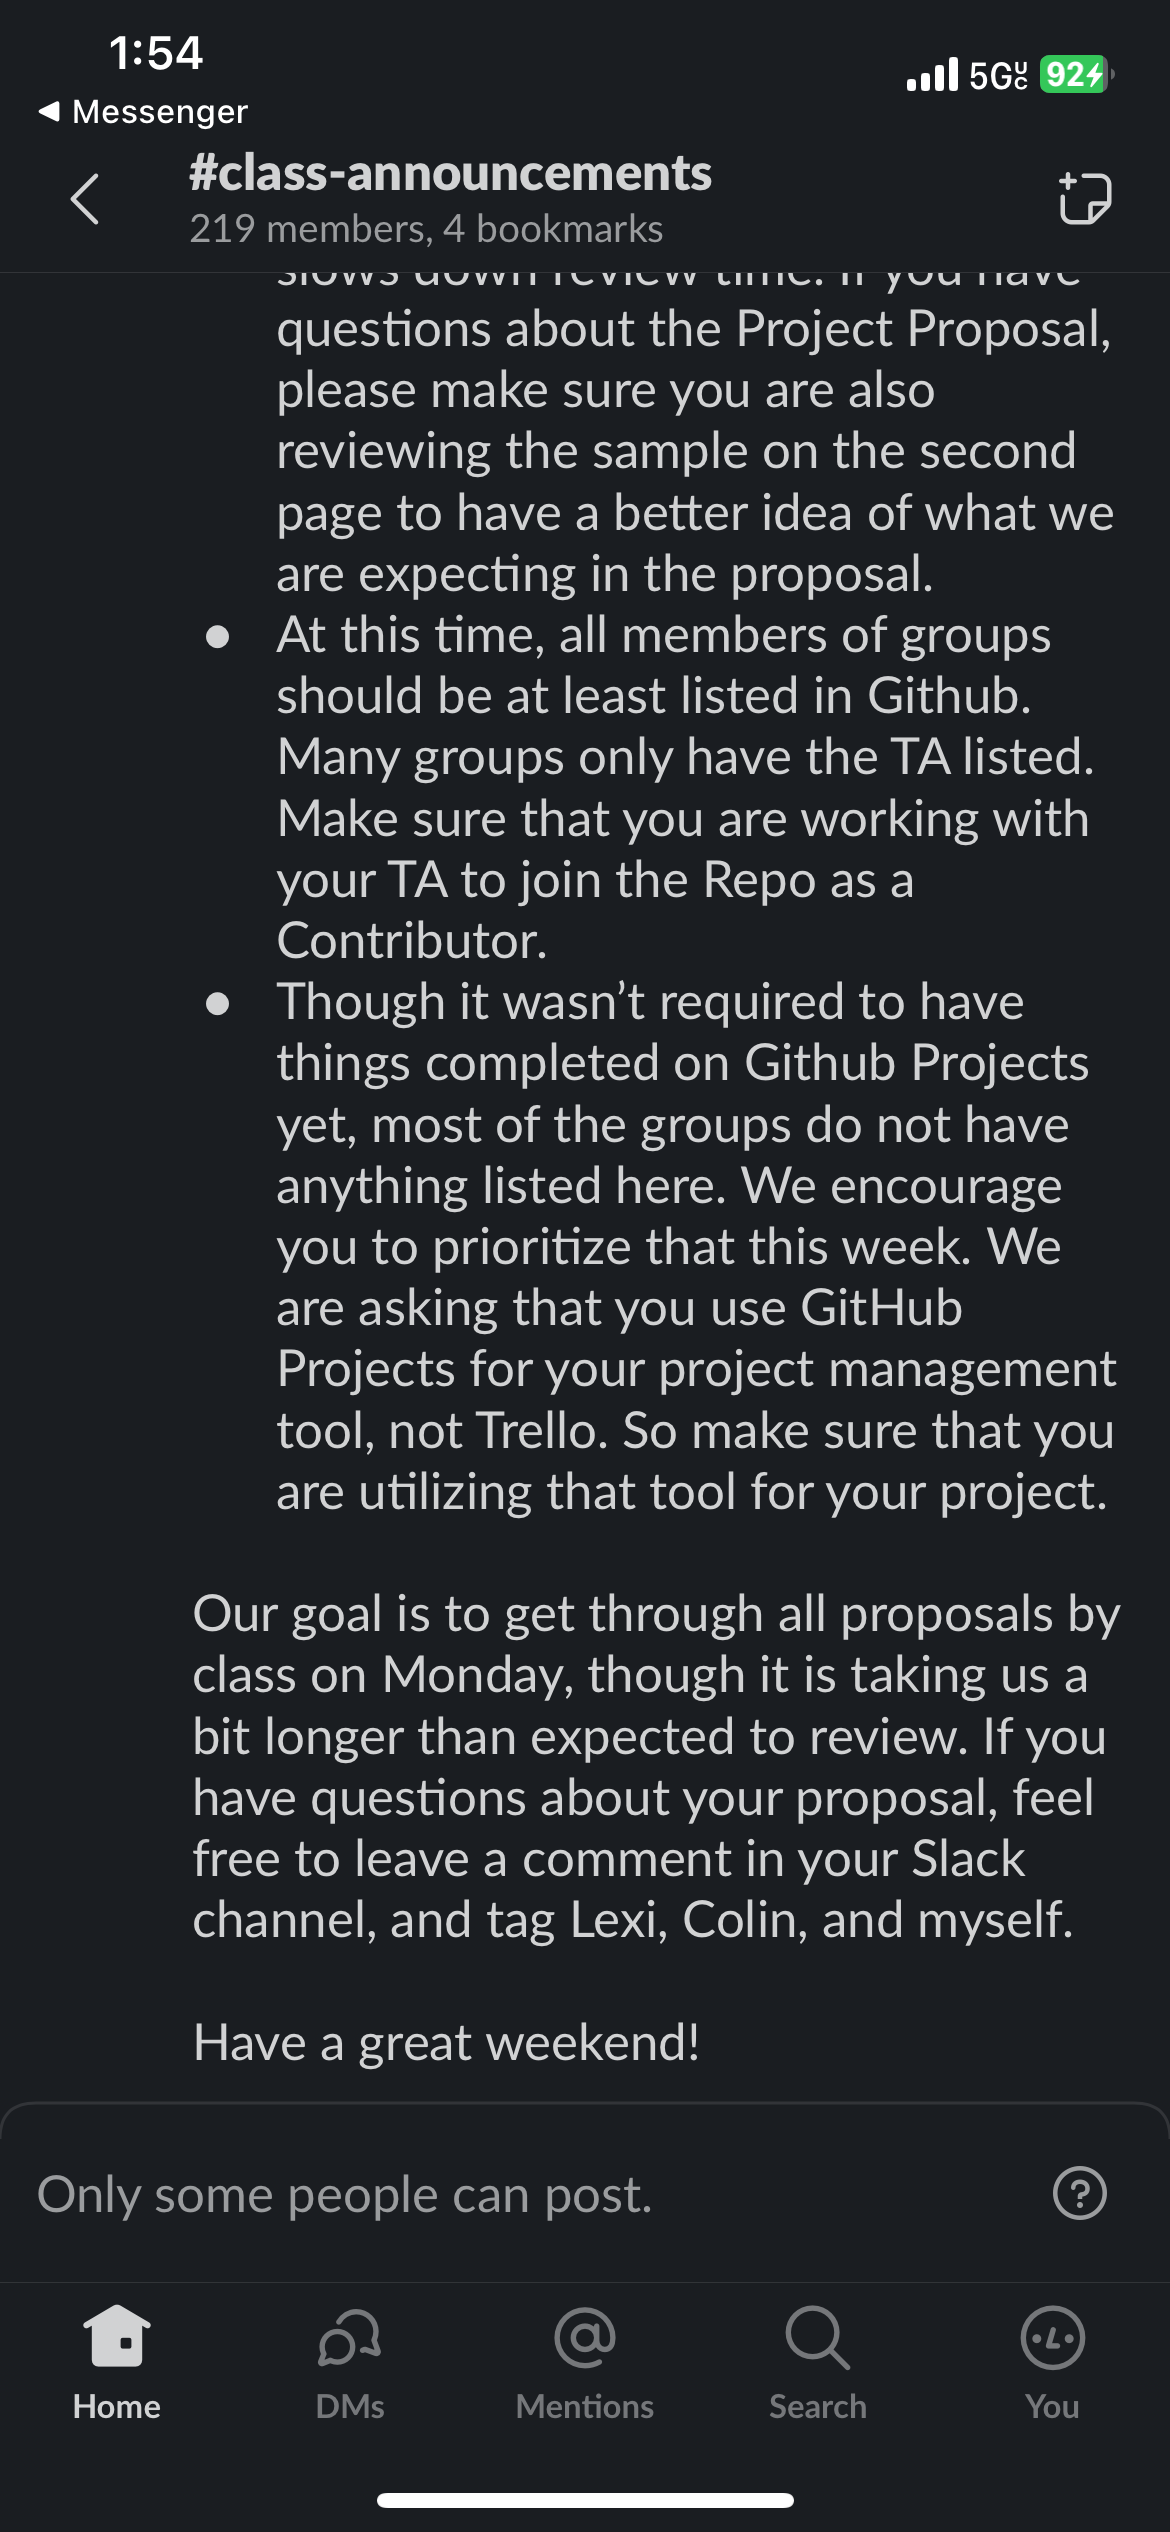 1:54
5G UC 92
Messenger
#class-announcements
219 members, 4 bookmarks
slows down review time. If you have
questions about the Project Proposal,
please make sure you are also
reviewing the sample on the second
page to have a better idea of what we
are expecting in the proposal.
At this time, all members of groups
should be at least listed in Github.
Many groups only have the TA listed.
Make sure that you are working with
your TA to join the Repo as a
Contributor.
Though it wasn’t required to have
things completed on Github Projects
yet, most of the groups do not have
anything listed here. We encourage
you to prioritize that this week. We
are asking that you use GitHub
Projects for your project management
tool, not Trello. So make sure that you
are utilizing that tool for your project.
Our goal is to get through all proposals by
class on Monday, though it is taking us a
bit longer than expected to review. If you
have questions about your proposal, feel
free to leave a comment in your Slack
channel, and tag Lexi, Colin, and myself.
Have a great weekend!
Only some people can post.
Home DMs Mentions Search You